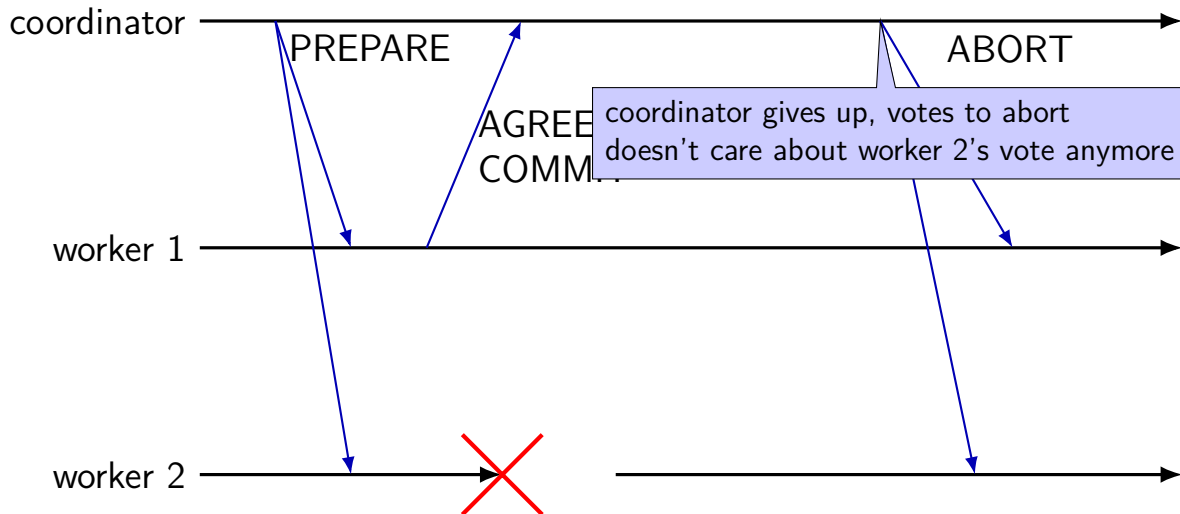 coordinator
PREPARE
ABORT
AGREE
COMMIT
coordinator gives up, votes to abort
doesn't care about worker 2's vote anymore
worker 1
worker 2